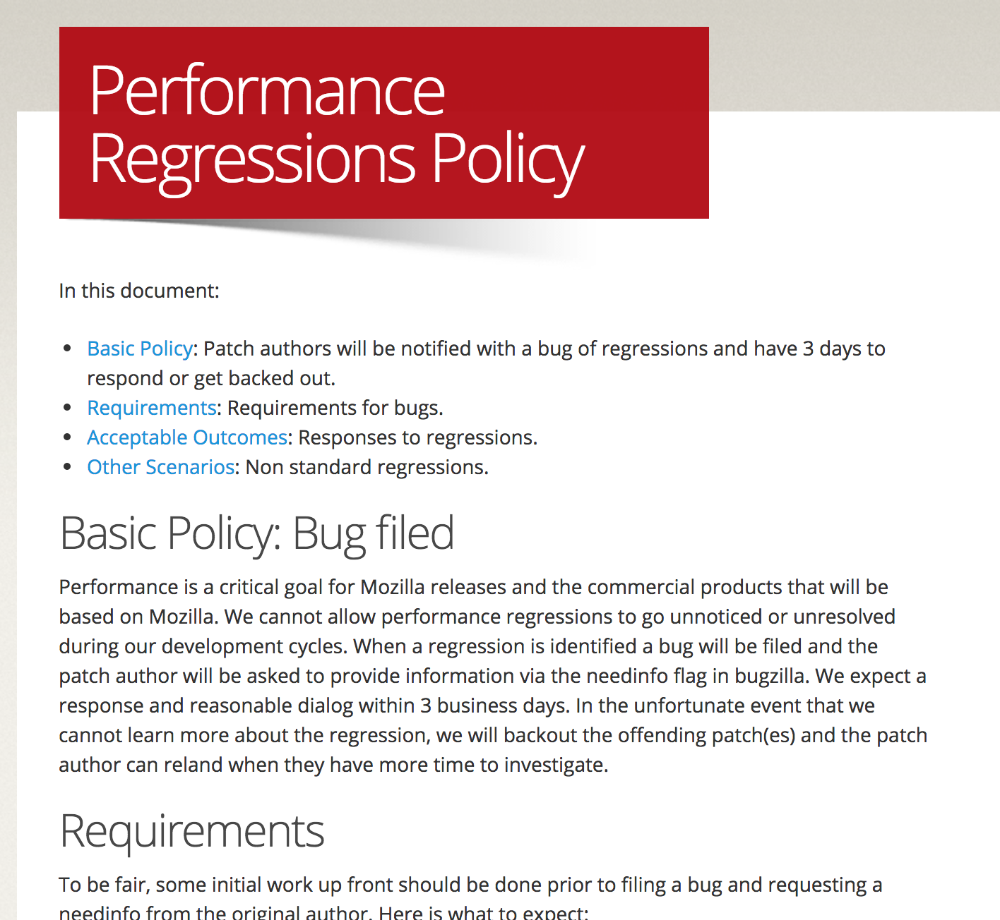 Performance
Regressions Policy
In this document:
Basic Policy: Patch authors will be notified with a bug of regressions and have 3 days to
respond or get backed out.
Requirements: Requirements for bugs.
Acceptable Outcomes: Responses to regressions.
Other Scenarios: Non standard regressions.
Basic Policy: Bug filed
Performance is a critical goal for Mozilla releases and the commercial products that will be
based on Mozilla. We cannot allow performance regressions to go unnoticed or unresolved
during our development cycles. When a regression is identified a bug will be filed and the
patch author will be asked to provide information via the needinfo flag in bugzilla. We expect a
response and reasonable dialog within 3 business days. In the unfortunate event that we
cannot learn more about the regression, we will backout the offending patch(es) and the patch
author can reland when they have more time to investigate.
Requirements
To be fair, some initial work up front should be done prior to filing a bug and requesting a
needinfo from the original author. Here is what to expect: